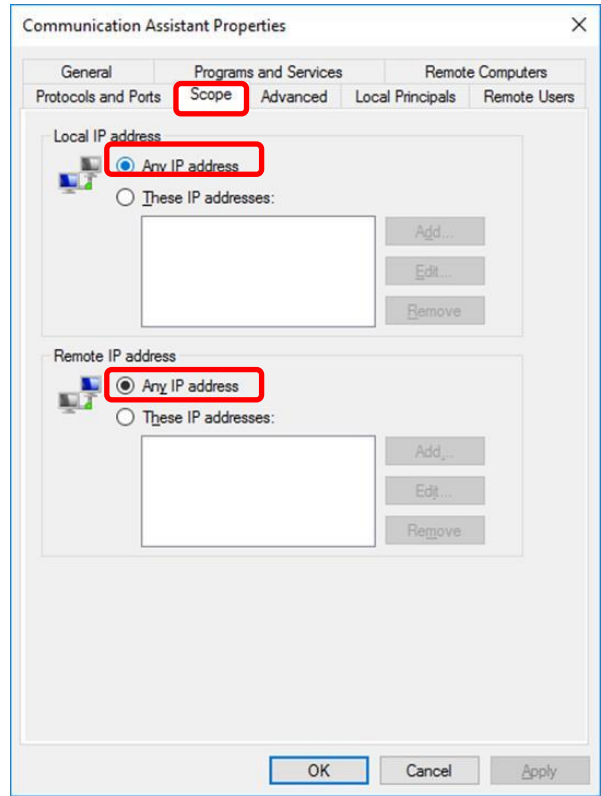 Communication Assistant Properties
General Programs and Services Remote Computers
Protocols and Ports Scope Advanced Local Principals Remote Users
Local IP address
Any IP address
These IP addresses:
Add...
Edit...
Remove
Remote IP address
Any IP address
These IP addresses:
Add...
Edit...
Remove
OK Cancel Apply